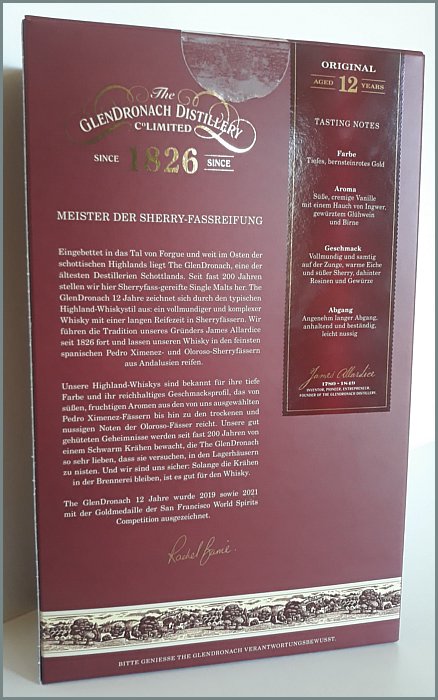 The
GLENDRONACH DISTILLERY
Cº LIMITED
SINCE 1826 SINCE
MEISTER DER SHERRY-FASSREIFUNG
Eingebettet in das Tal von Forgue und weit im Osten der
schottischen Highlands liegt The GlenDronach, eine der
ältesten Destillerien Schottlands. Seit fast 200 Jahren
stellen wir hier Sherryfass-gereifte Single Malts her. The
GlenDronach 12 Jahre zeichnet sich durch den typischen
Highland-Whiskystil aus: ein vollmundiger und komplexer
Whisky mit einer langen Reifezeit in Sherryfässern. Wir
führen die Tradition unseres Gründers James Allardice
seit 1826 fort und lassen unseren Whisky in den feinsten
spanischen Pedro Ximenez- und Oloroso-Sherryfässern
aus Andalusien reifen.
Unsere Highland-Whiskys sind bekannt für ihre tiefe
Farbe und ihr reichhaltiges Geschmacksprofil, das von
süßen, fruchtigen Aromen aus den von uns ausgewählten
Pedro Ximenez-Fässern bis hin zu den trockenen und
nussigen Noten der Oloroso-Fässer reicht. Unsere gut
gehüteten Geheimnisse werden seit fast 200 Jahren von
einem Schwarm Krähen bewacht, die The GlenDronach
so sehr lieben, dass sie versuchen, in den Lagerhäusern
zu nisten. Und wir sind uns sicher: Solange die Krähen
in der Brennerei bleiben, ist es gut für den Whisky.
The GlenDronach 12 Jahre wurde 2019 sowie 2021
mit der Goldmedaille der San Francisco World Spirits
Competition ausgezeichnet.
Rachel Barrie.
ORIGINAL
AGED 12 YEARS
TASTING NOTES
Farbe
Tiefes, bernsteinrotes Gold
Aroma
Süße, cremige Vanille
mit einem Hauch von Ingwer,
gewürztem Glühwein
und Birne
Geschmack
Vollmundig und samtig
auf der Zunge, warme Eiche
und süßer Sherry, dahinter
Rosinen und Gewürze
Abgang
Angenehm langer Abgang,
anhaltend und beständig,
leicht nussig
James Allardice
1780 - 1849
INVENTOR, PIONEER, ENTREPRENEUR,
FOUNDER OF THE GLENDRONACH DISTILLERY.
BITTE GENIESSE THE GLENDRONACH VERANTWORTUNGSBEWUSST.